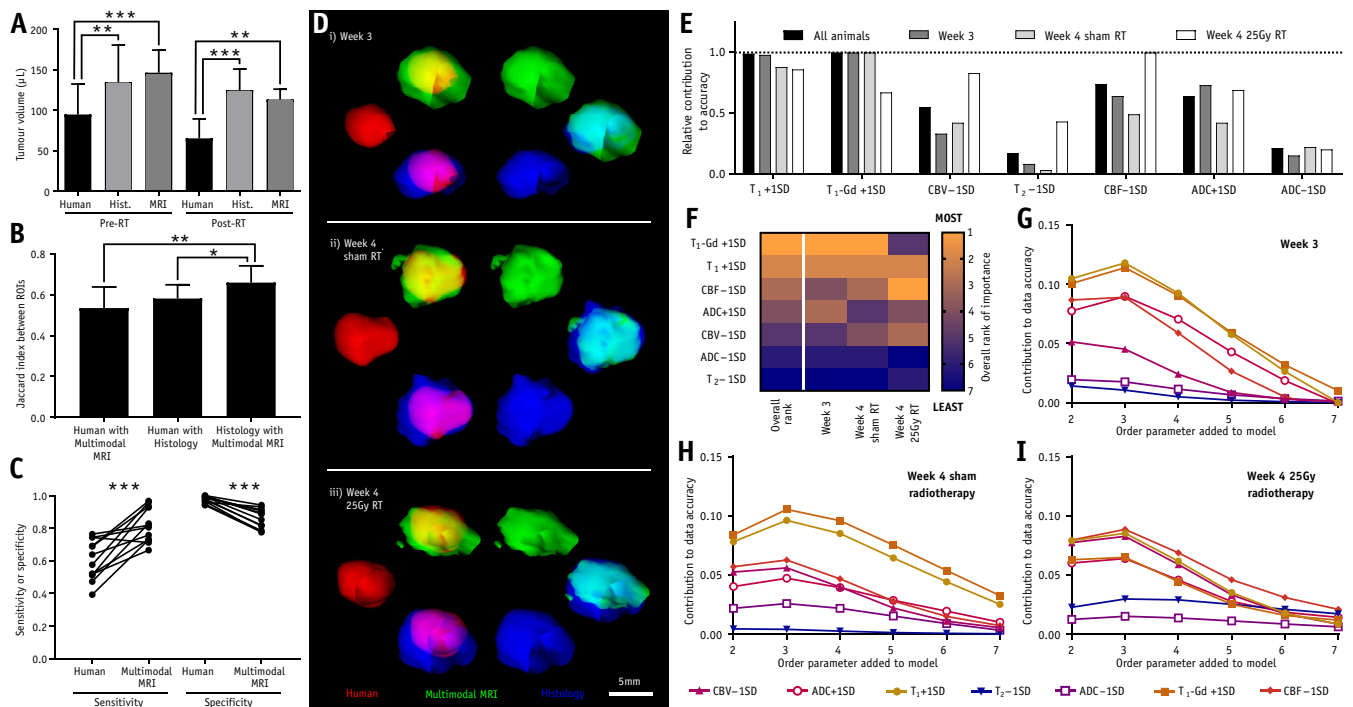 A
Tumour volume (µL)
200
150
100
50
0
***
**
***
**
Human
Hist.
MRI
Human
Hist.
MRI
Pre-RT
Post-RT
B
Jaccard index between ROIs
0.8
0.6
0.4
0.2
0.0
**
*
Human with Multimodal MRI
Human with Histology
Histology with Multimodal MRI
C
Sensitivity or specificity
1.0
0.8
0.6
0.4
0.2
0.0
***
***
Human
Multimodal MRI
Human
Multimodal MRI
Sensitivity
Specificity
D
i) Week 3
ii) Week 4
sham RT
iii) Week 4
25Gy RT
Human
Multimodal MRI
Histology
5mm
E
All animals
Week 3
Week 4 sham RT
Week 4 25Gy RT
Relative contribution
to accuracy
1.0
0.5
0
T1 +1SD
T1-Gd +1SD
CBV-1SD
T2-1SD
CBF-1SD
ADC+1SD
ADC-1SD
F
MOST
T1-Gd +1SD
T1 +1SD
CBF-1SD
ADC+1SD
CBV-1SD
ADC-1SD
T2-1SD
1
2
3
4
5
6
7
Overall rank of importance
LEAST
Overall
rank
Week 3
Week 4
sham RT
Week 4
25Gy RT
G
Week 3
Contribution to data accuracy
0.15
0.10
0.05
0.00
2 3 4 5 6 7
Order parameter added to model
H
Week 4 sham
radiotherapy
Contribution to data accuracy
0.15
0.10
0.05
0.00
2 3 4 5 6 7
Order parameter added to model
I
Week 4 25Gy
radiotherapy
Contribution to data accuracy
0.15
0.10
0.05
0.00
2 3 4 5 6 7
Order parameter added to model
CBV-1SD
ADC+1SD
T1+1SD
T2-1SD
ADC-1SD
T1-Gd +1SD
CBF-1SD